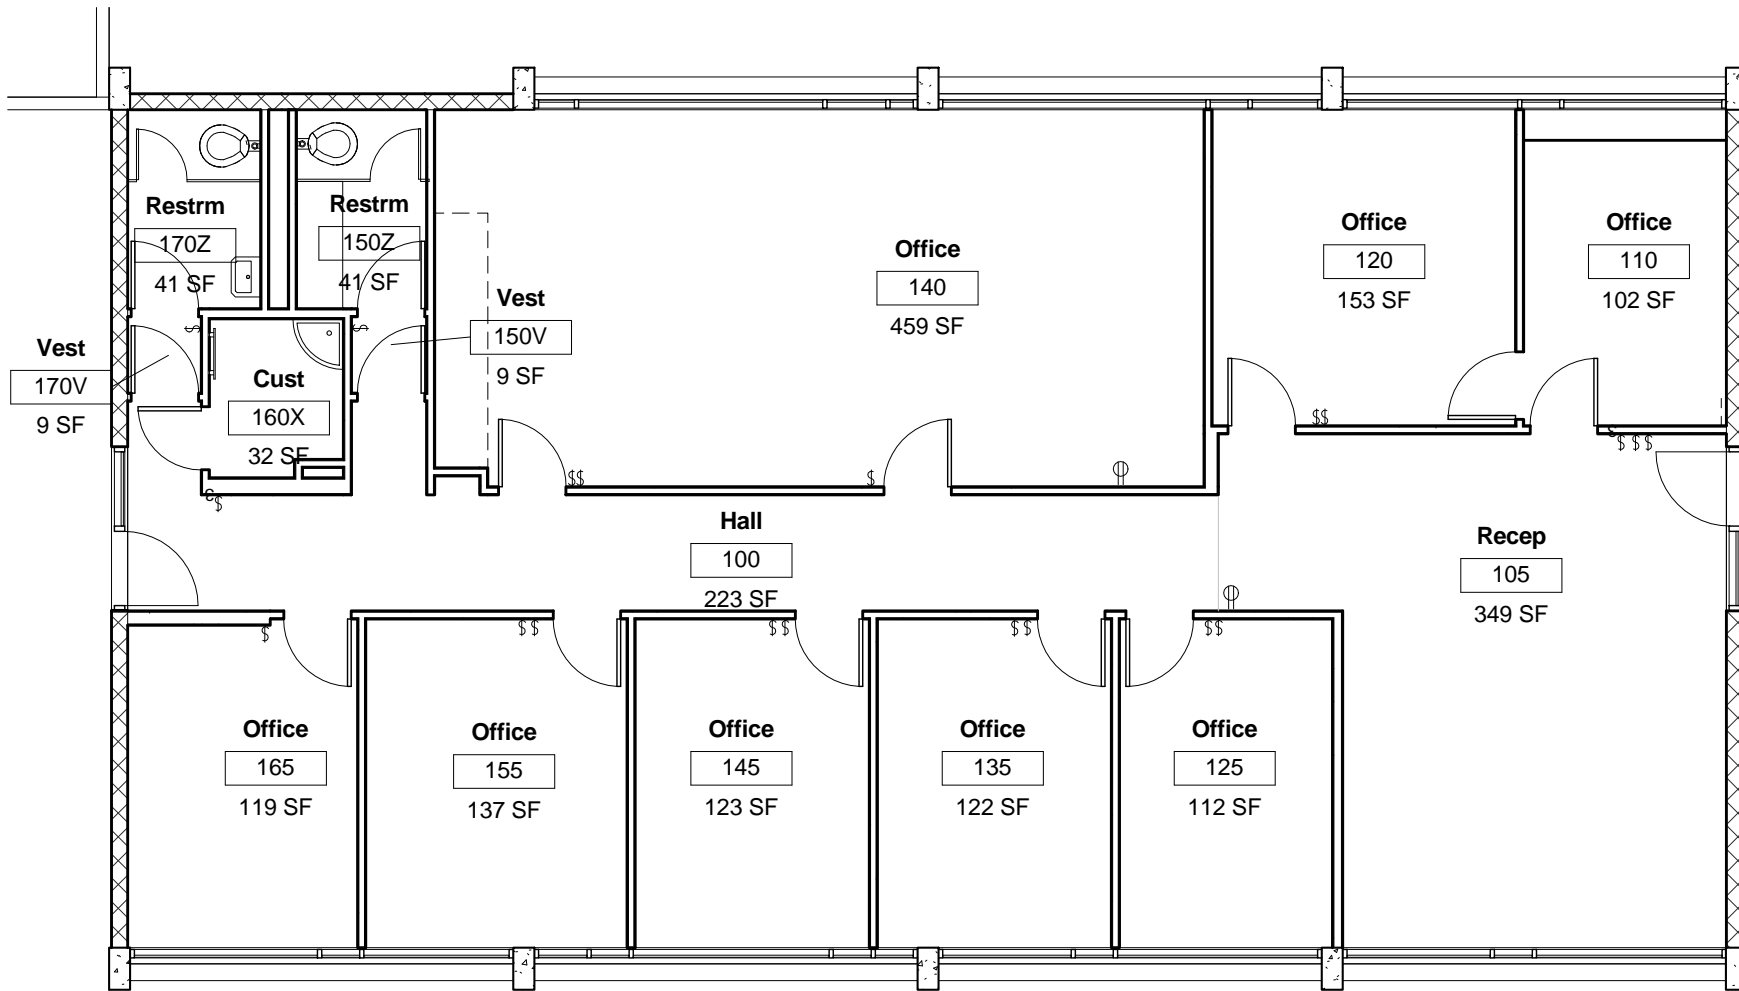 Restrm
170Z
41 SF
Restrm
150Z
41 SF
Office
140
459 SF
Office
120
153 SF
Office
110
102 SF
Vest
150V
9 SF
Vest
170V
9 SF
Cust
160X
32 SF
Hall
100
223 SF
Recep
105
349 SF
Office
165
119 SF
Office
155
137 SF
Office
145
123 SF
Office
135
122 SF
Office
125
112 SF